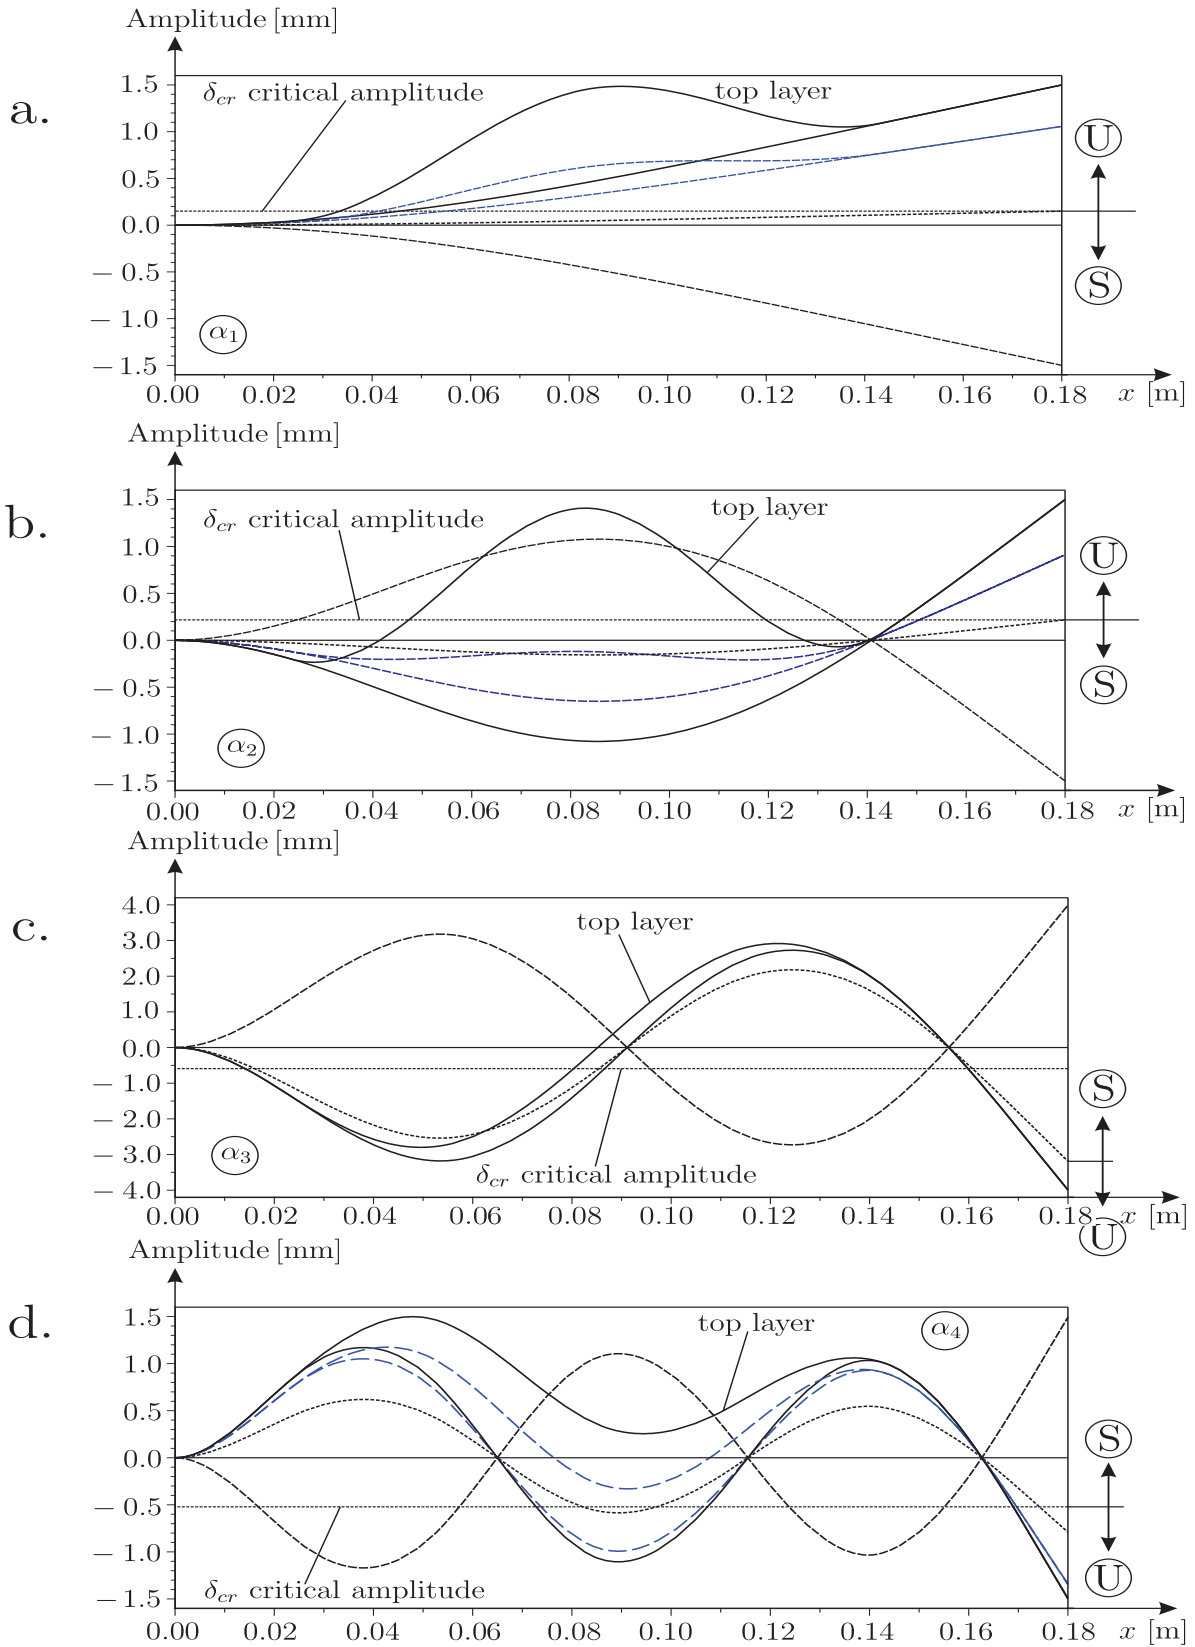 Amplitude [mm]
a.
δcr critical amplitude
top layer
1.5
1.0
0.5
0.0
− 0.5
− 1.0
− 1.5
U
S
α1
0.00 0.02 0.04 0.06 0.08 0.10 0.12 0.14 0.16 0.18 x [m]
Amplitude [mm]
b.
δcr critical amplitude
top layer
1.5
1.0
0.5
0.0
− 0.5
− 1.0
− 1.5
U
S
α2
0.00 0.02 0.04 0.06 0.08 0.10 0.12 0.14 0.16 0.18 x [m]
Amplitude [mm]
c.
top layer
4.0
3.0
2.0
1.0
0.0
− 1.0
− 2.0
− 3.0
− 4.0
S
U
α3
δcr critical amplitude
0.00 0.02 0.04 0.06 0.08 0.10 0.12 0.14 0.16 0.18 x [m]
Amplitude [mm]
d.
top layer
α4
1.5
1.0
0.5
0.0
− 0.5
− 1.0
− 1.5
S
U
δcr critical amplitude
0.00 0.02 0.04 0.06 0.08 0.10 0.12 0.14 0.16 0.18 x [m]